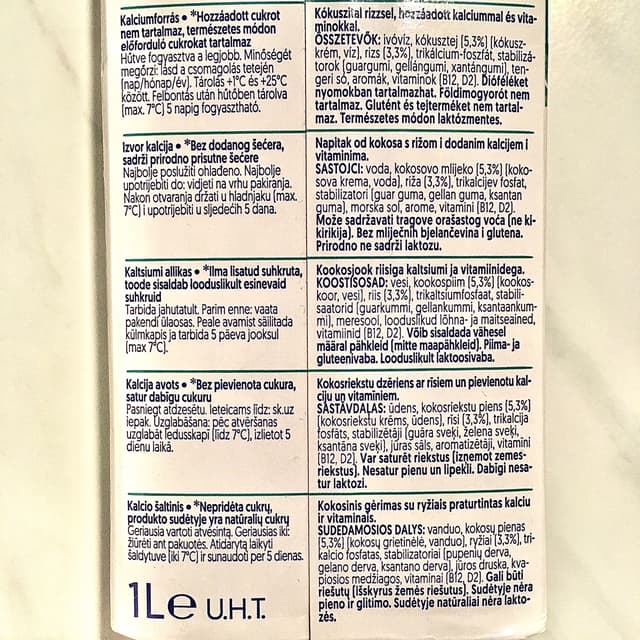 Kalciumforrás • *Hozzáadott cukrot
nem tartalmaz, természetes módon
előforduló cukrokat tartalmaz
Hűtve fogyasztva a legjobb. Minőségét
megőrzi: lásd a csomagolás tetején
(nap/hónap/év). Tárolás +1°C és +25°C
között. Felbontás után hűtőben tárolva
(max. 7°C) 5 napig fogyasztható.
Kókuszital rizzsel, hozzáadott kalciummal és vita-
minokkal.
ÖSSZETEVŐK: ivóvíz, kókusztej [5,3%] (kókusz-
krém, víz), rizs (3,3%), trikálcium-foszfát, stabilizá-
torok (guargumi, gellángumi, xantángumi), ten-
geri só, aromák, vitaminok (B12, D2). Dióféléket
nyomokban tartalmazhat. Földimogyorót nem
tartalmaz. Glutént és tejterméket nem tartal-
maz. Természetes módon laktózmentes.
Izvor kalcija • *Bez dodanog šećera,
sadrži prirodno prisutne šećere
Najbolje poslužiti ohlađeno. Najbolje
upotrijebiti do: vidjeti na vrhu pakiranja.
Nakon otvaranja držati u hladnjaku (max.
7°C) i upotrijebiti u sljedećih 5 dana.
Napitak od kokosa s rižom i dodanim kalcijem i
vitaminima.
SASTOJCI: voda, kokosovo mlijeko [5,3%] (koko-
sova krema, voda), riža (3,3%), trikalcijev fosfat,
stabilizatori (guar guma, gellan guma, ksantan
guma), morska sol, arome, vitamini (B12, D2).
Može sadržavati tragove orašastog voća (ne ki-
kirikija). Bez mliječnih bjelančevina i glutena.
Prirodno ne sadrži laktozu.
Kaltsiumi allikas • *Ilma lisatud suhkruta,
toode sisaldab looduslikult esinevaid
suhkruid
Tarbida jahutatult. Parim enne: vaata
pakendi ülaosas. Peale avamist säilitada
külmkapis ja tarbida 5 päeva jooksul
(max 7°C).
Kookosjook riisiga kaltsiumi ja vitamiinidega.
KOOSTISOSAD: vesi, kookospiim [5,3%] (kookos-
koor, vesi), riis (3,3%), trikaltsiumfosfaat, stabili-
saatorid (guarkummi, gellankummi, ksantaankum-
mi), meresool, looduslikud lõhna- ja maitseained,
vitamiinid (B12, D2). Võib sisaldada vähesel
määral pähkleid (mitte maapähkleid). Piima- ja
gluteenivaba. Looduslikult laktoosivaba.
Kalcija avots • *Bez pievienota cukura,
satur dabīgu cukuru
Pasniegt atdzesētu. Ieteicams līdz: sk.uz
iepak. Uzglabāšana: pēc atvēršanas
uzglabāt ledusskapī (līdz 7°C), izlietot 5
dienu laikā.
Kokosriekstu dzēriens ar rīsiem un pievienotu kal-
ciju un vitamīniem.
SASTĀVDAĻAS: ūdens, kokosriekstu piens [5,3%]
(kokosriekstu krēms, ūdens), rīsi (3,3%), trikalcija
fosfāts, stabilizētāji (guāra sveķi, želena sveķi,
ksantāna sveķi), jūras sāls, aromatizētāji, vitamīni
(B12, D2). Var saturēt riekstus (izņemot zemes-
riekstus). Nesatur pienu un lipekli. Dabīgi nesa-
tur laktozi.
Kalcio šaltinis • *Nepridėta cukrų,
produkto sudėtyje yra natūralių cukrų
Geriausia vartoti atvėsintą. Geriausias iki:
žiūrėti ant pakuotės. Atidarytą laikyti
šaldytuve (iki 7°C) ir sunaudoti per 5 dienas.
Kokosinis gėrimas su ryžiais praturtintas kalciu
ir vitaminais.
SUDEDAMOSIOS DALYS: vanduo, kokosų pienas
[5,3%] (kokosų grietinėlė, vanduo), ryžiai (3,3%), tri-
kalcio fosfatas, stabilizatoriai (pupenių derva,
gelano derva, ksantano derva), jūros druska, kva-
piosios medžiagos, vitaminai (B12, D2). Gali būti
riešutų (išskyrus žemės riešutus). Sudėtyje nėra
pieno ir glitimo. Sudėtyje natūraliai nėra lakto-
zės.
1L e U.H.T.